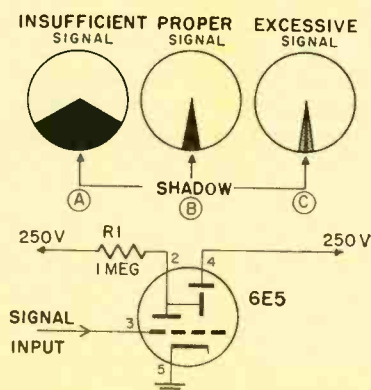 INSUFFICIENT PROPER EXCESSIVE
SIGNAL SIGNAL SIGNAL
SHADOW
A B C
250V R1 250V
1 MEG 2 4
6E5
SIGNAL 3
INPUT
5